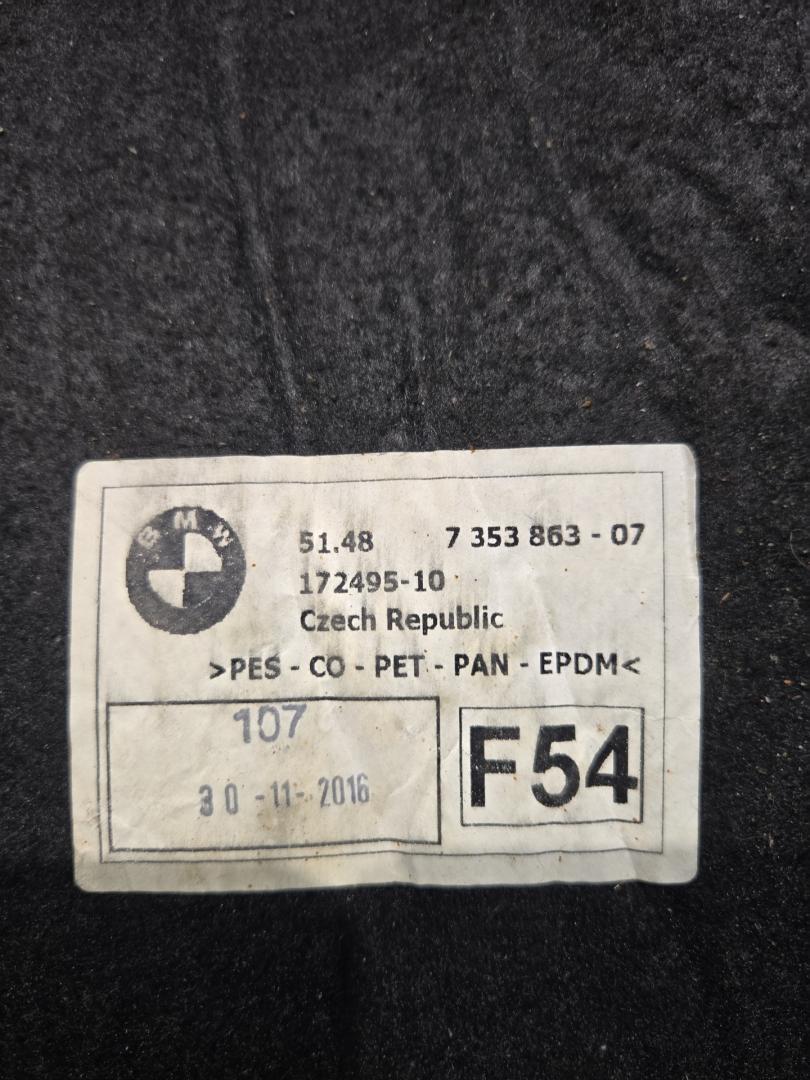 BMW
51.48 7 353 863 - 07
172495-10
Czech Republic
>PES - CO - PET - PAN - EPDM<
107
30 -11- 2016
F54